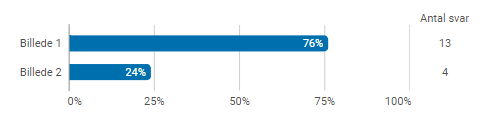 Antal svar
Billede 1 76% 13
Billede 2 24% 4
0% 25% 50% 75% 100%